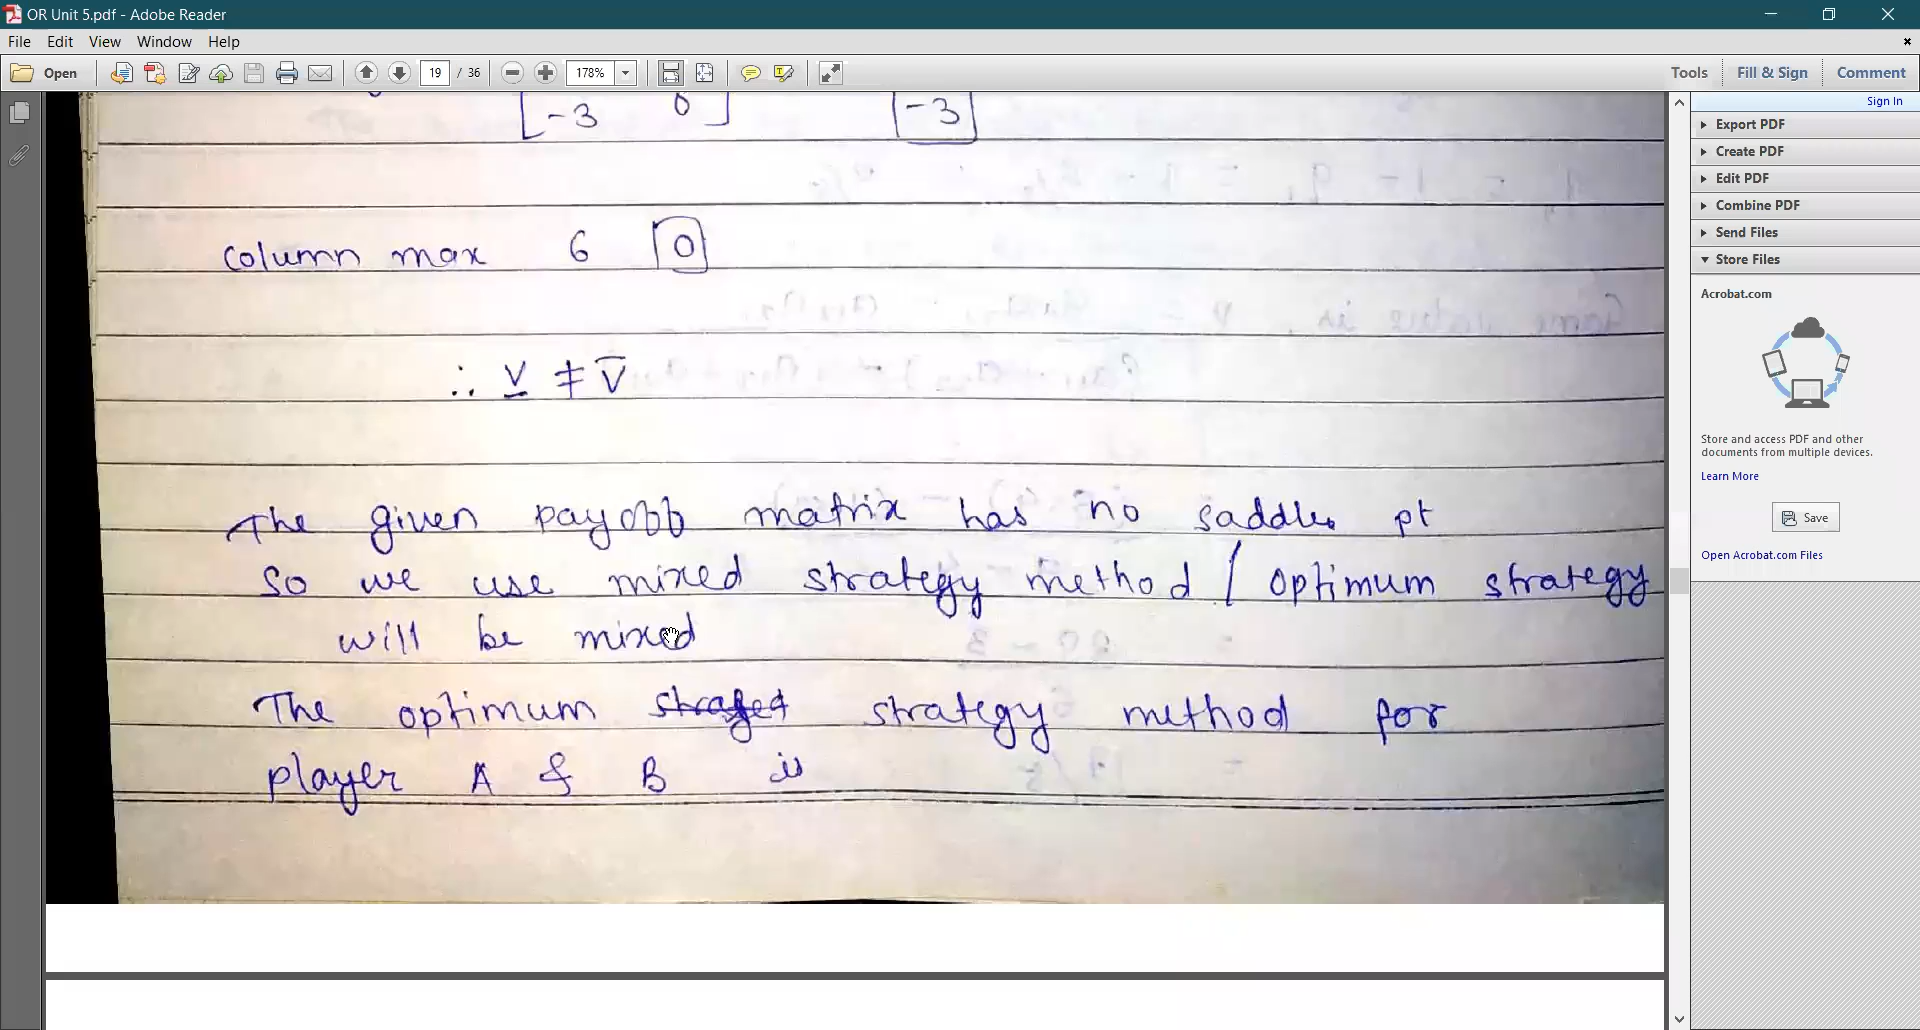 OR Unit 5.pdf - Adobe Reader
File Edit View Window Help
Open 19 / 36 178% Tools Fill & Sign Comment
Sign In
Export PDF
Create PDF
Edit PDF
Combine PDF
Send Files
Store Files
Acrobat.com
Store and access PDF and other
documents from multiple devices.
Learn More
Save
Open Acrobat.com Files
-3 0 -3
column max 6 0
∴ V ≠ V̅
The given payobb matrix has no saddle pt
So we use mixed strategy method / optimum strategy
will be mixed
The optimum strategy method for
player A & B is